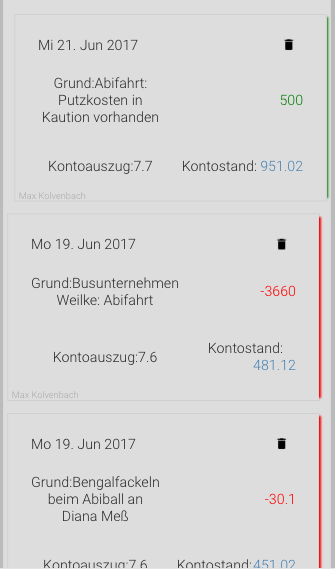 Mi 21. Jun 2017
Grund:Abifahrt:
Putzkosten in
Kaution vorhanden
500
Kontoauszug:7.7
Kontostand: 951.02
Max Kolvenbach
Mo 19. Jun 2017
Grund:Busunternehmen
Weilke: Abifahrt
-3660
Kontoauszug:7.6
Kontostand:
481.12
Max Kolvenbach
Mo 19. Jun 2017
Grund:Bengalfackeln
beim Abiball an
Diana Meß
-30.1
Kontoauszug:7.6
Kontostand:451.02